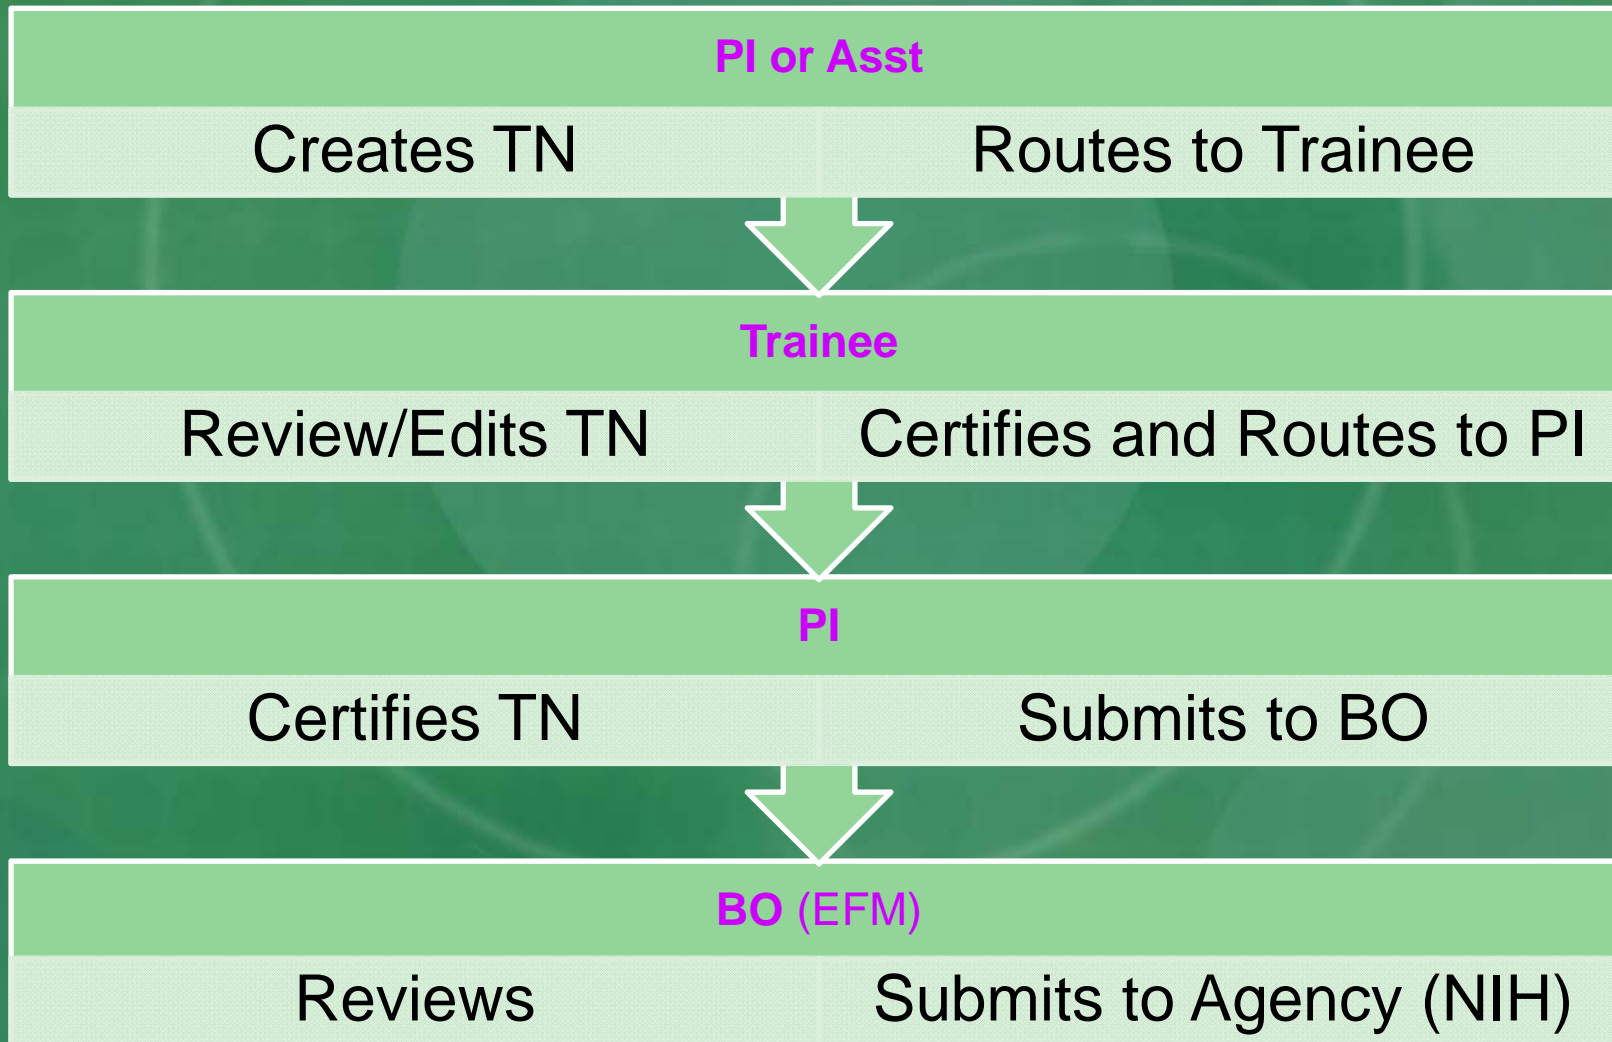 PI or Asst
Creates TN
Routes to Trainee
Trainee
Review/Edits TN
Certifies and Routes to PI
PI
Certifies TN
Submits to BO
BO (EFM)
Reviews
Submits to Agency (NIH)